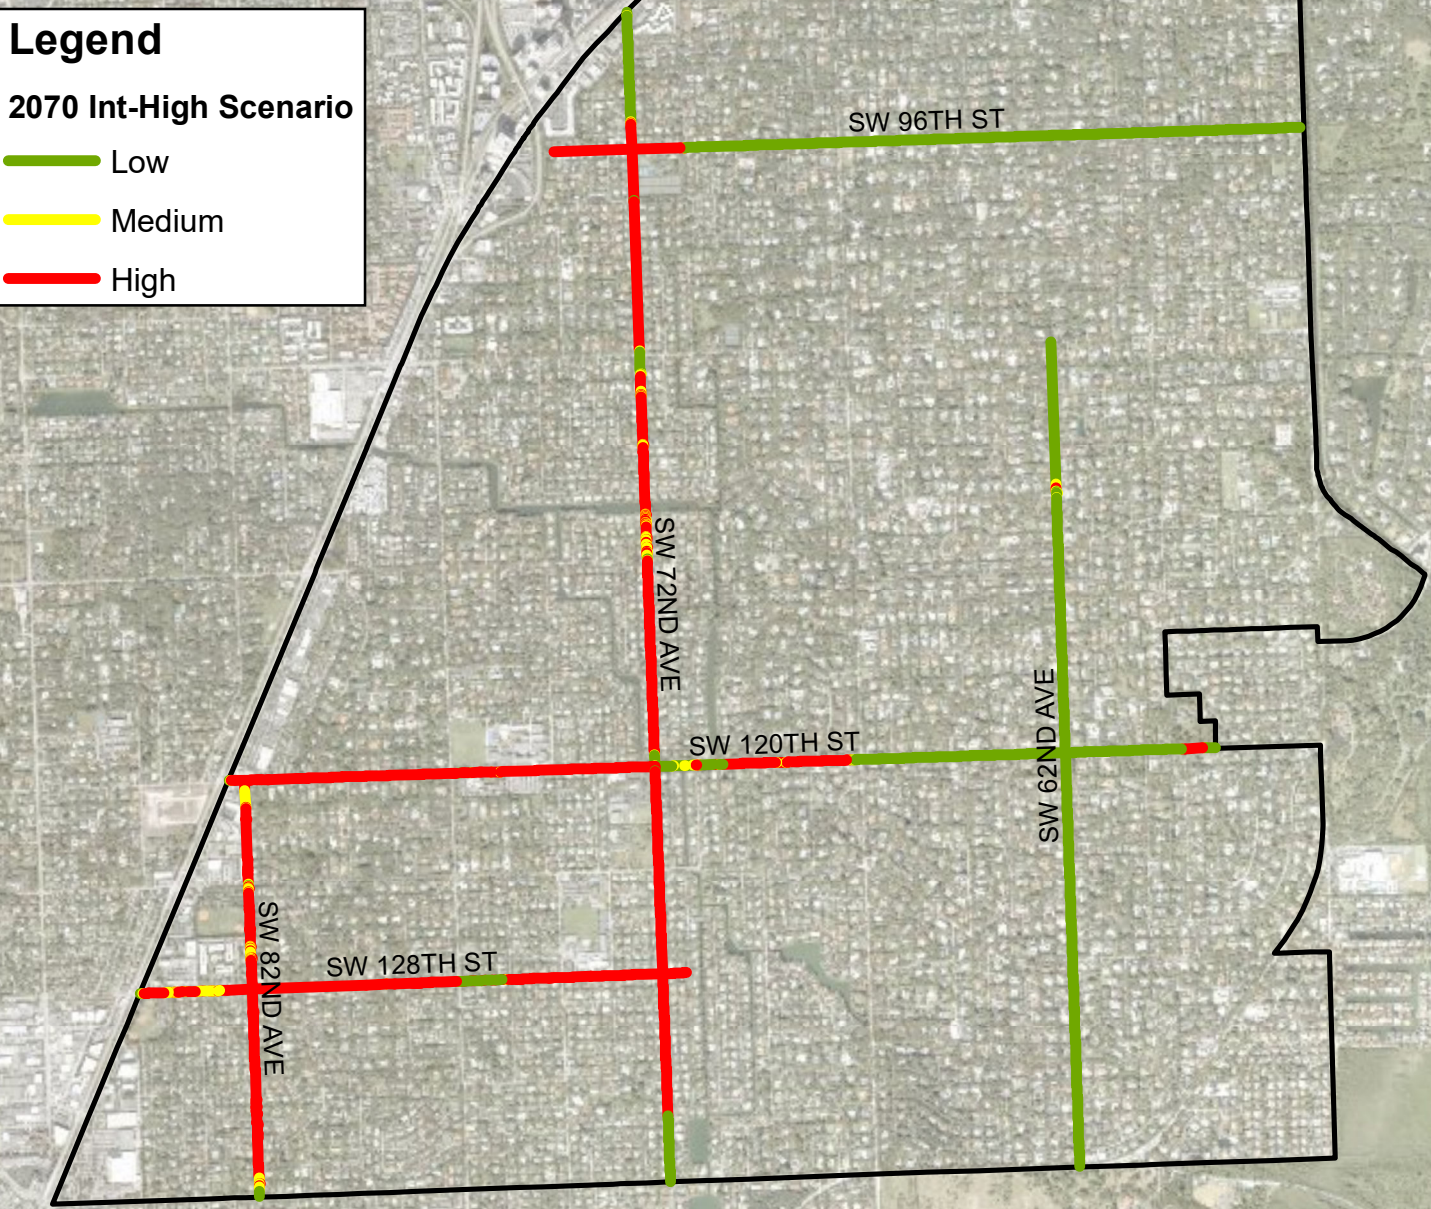 Legend
2070 Int-High Scenario
Low
Medium
High
SW 96TH ST
SW 72ND AVE
SW 62ND AVE
SW 120TH ST
SW 82ND AVE
SW 128TH ST